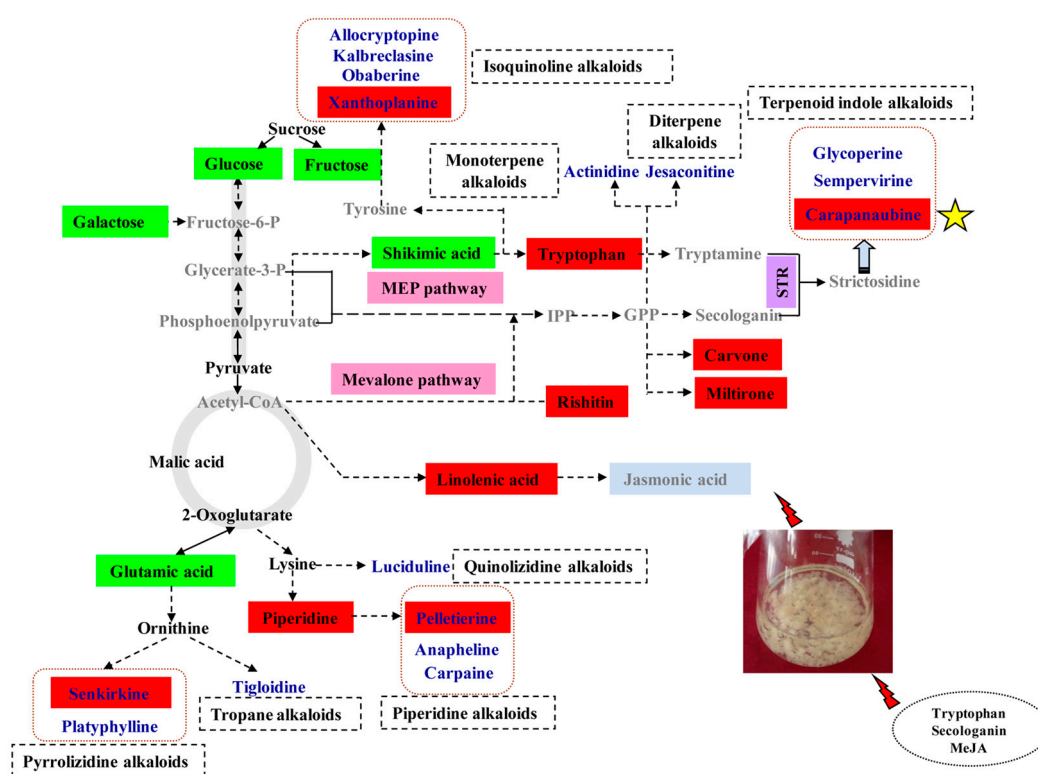 Allocryptopine
Kalbreclasine
Obaberine
Xanthoplanine
Isoquinoline alkaloids
Terpenoid indole alkaloids
Diterpene
alkaloids
Sucrose
Glucose
Fructose
Monoterpene
alkaloids
Actinidine Jesaconitine
Glycoperine
Sempervirine
Carapanaubine
Galactose
Fructose-6-P
Tyrosine
Shikimic acid
Tryptophan
Tryptamine
STR
Strictosidine
Glycerate-3-P
MEP pathway
Phosphoenolpyruvate
IPP
GPP
Secologanin
Carvone
Pyruvate
Mevalone pathway
Miltirone
Acetyl-CoA
Rishitin
Malic acid
Linolenic acid
Jasmonic acid
2-Oxoglutarate
Glutamic acid
Lysine
Luciduline
Quinolizidine alkaloids
Piperidine
Pelletierine
Anapheline
Carpaine
Ornithine
Senkirkine
Platyphylline
Tigloidine
Tropane alkaloids
Piperidine alkaloids
Pyrrolizidine alkaloids
Tryptophan
Secologanin
MeJA